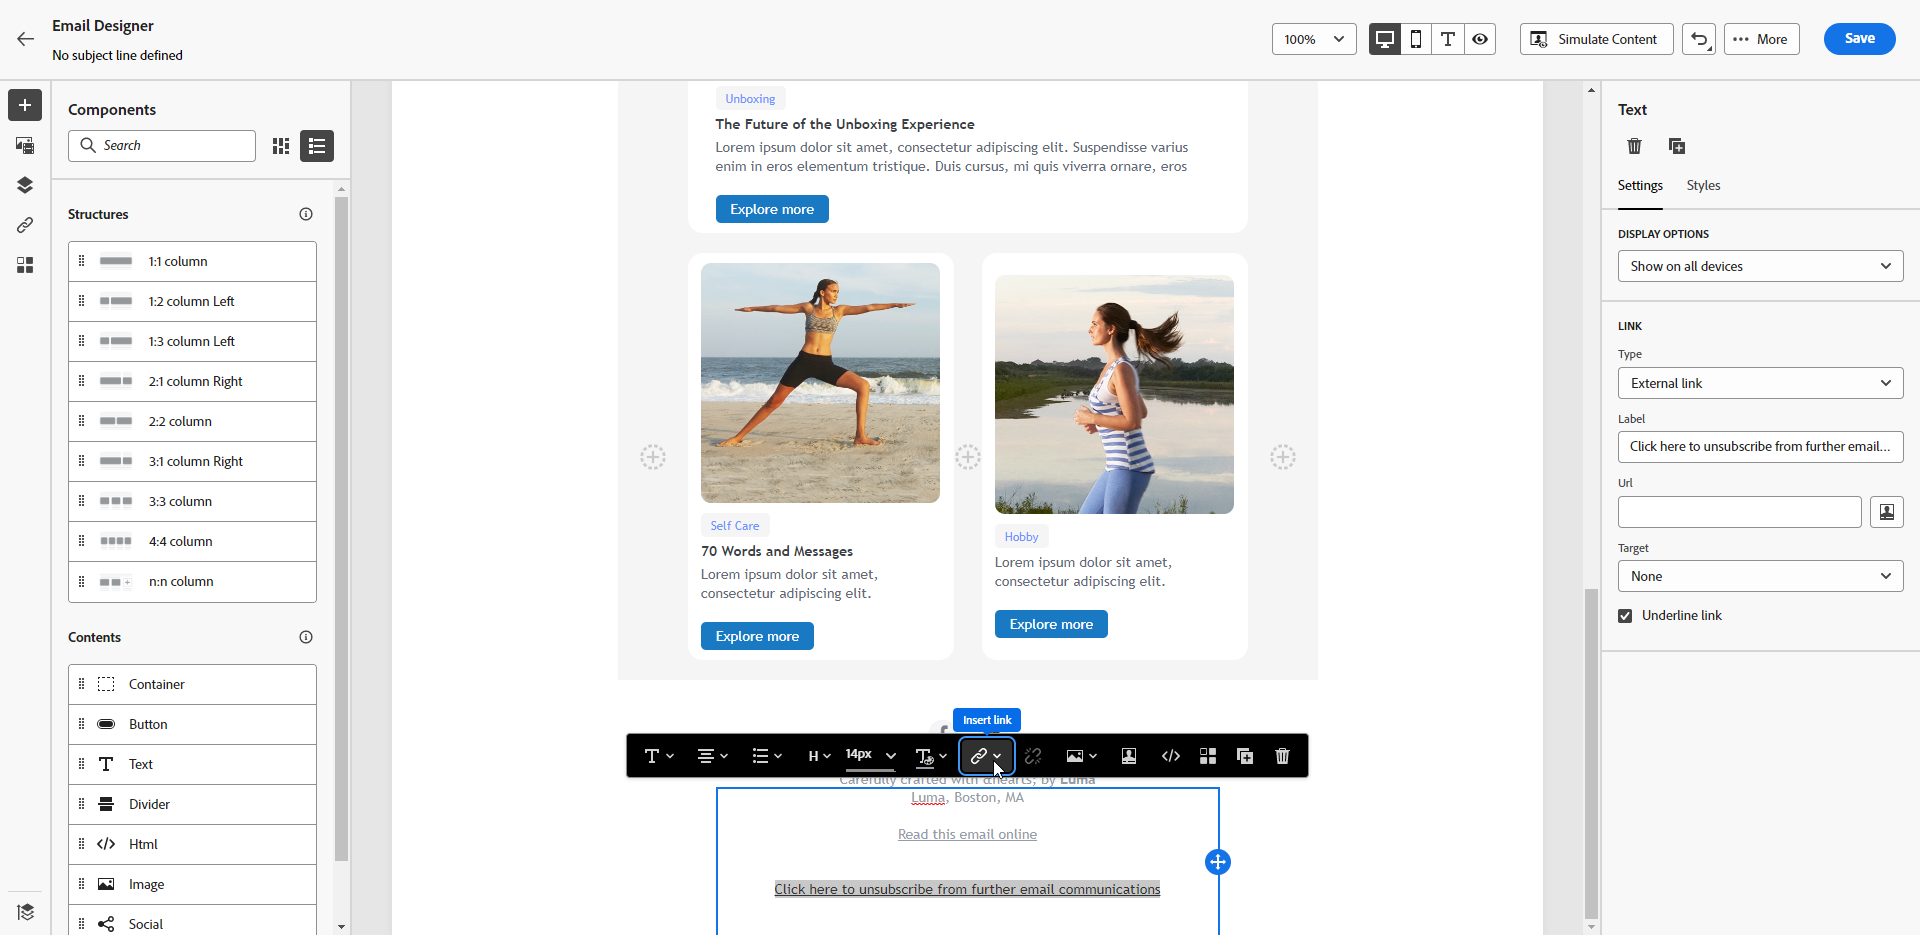 Email Designer
No subject line defined
100%
Simulate Content
More
Save
Components
Search
Structures
1:1 column
1:2 column Left
1:3 column Left
2:1 column Right
2:2 column
3:1 column Right
3:3 column
4:4 column
n:n column
Contents
Container
Button
Text
Divider
Html
Image
Social
Unboxing
The Future of the Unboxing Experience
Lorem ipsum dolor sit amet, consectetur adipiscing elit. Suspendisse varius
enim in eros elementum tristique. Duis cursus, mi quis viverra ornare, eros
Explore more
Self Care
70 Words and Messages
Lorem ipsum dolor sit amet,
consectetur adipiscing elit.
Explore more
Hobby
Lorem ipsum dolor sit amet,
consectetur adipiscing elit.
Explore more
Insert link
H
14px
Carefully crafted with &hearts; by Luma
Luma, Boston, MA
Read this email online
Click here to unsubscribe from further email communications
Text
Settings
Styles
DISPLAY OPTIONS
Show on all devices
LINK
Type
External link
Label
Click here to unsubscribe from further email...
Url
Target
None
Underline link